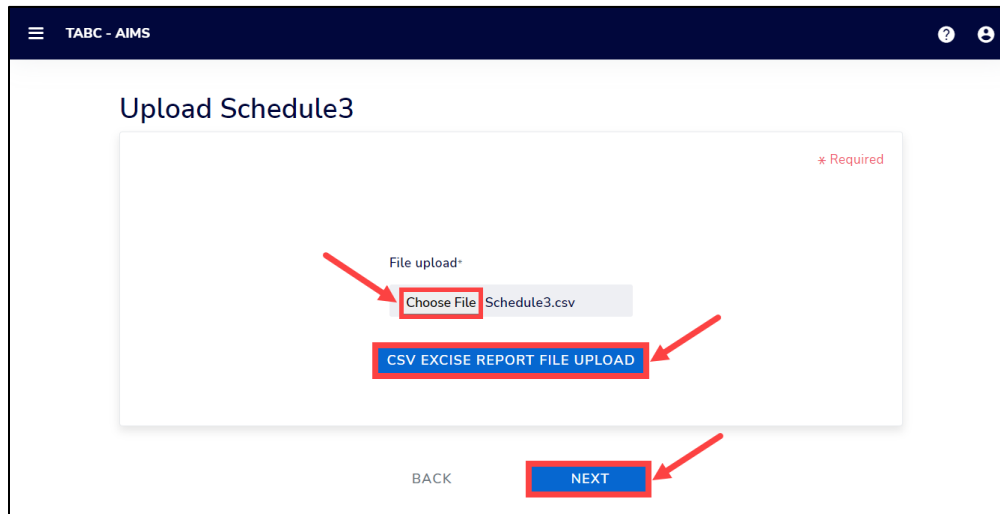 TABC - AIMS
Upload Schedule3
* Required
File upload*
Choose File Schedule3.csv
CSV EXCISE REPORT FILE UPLOAD
BACK NEXT